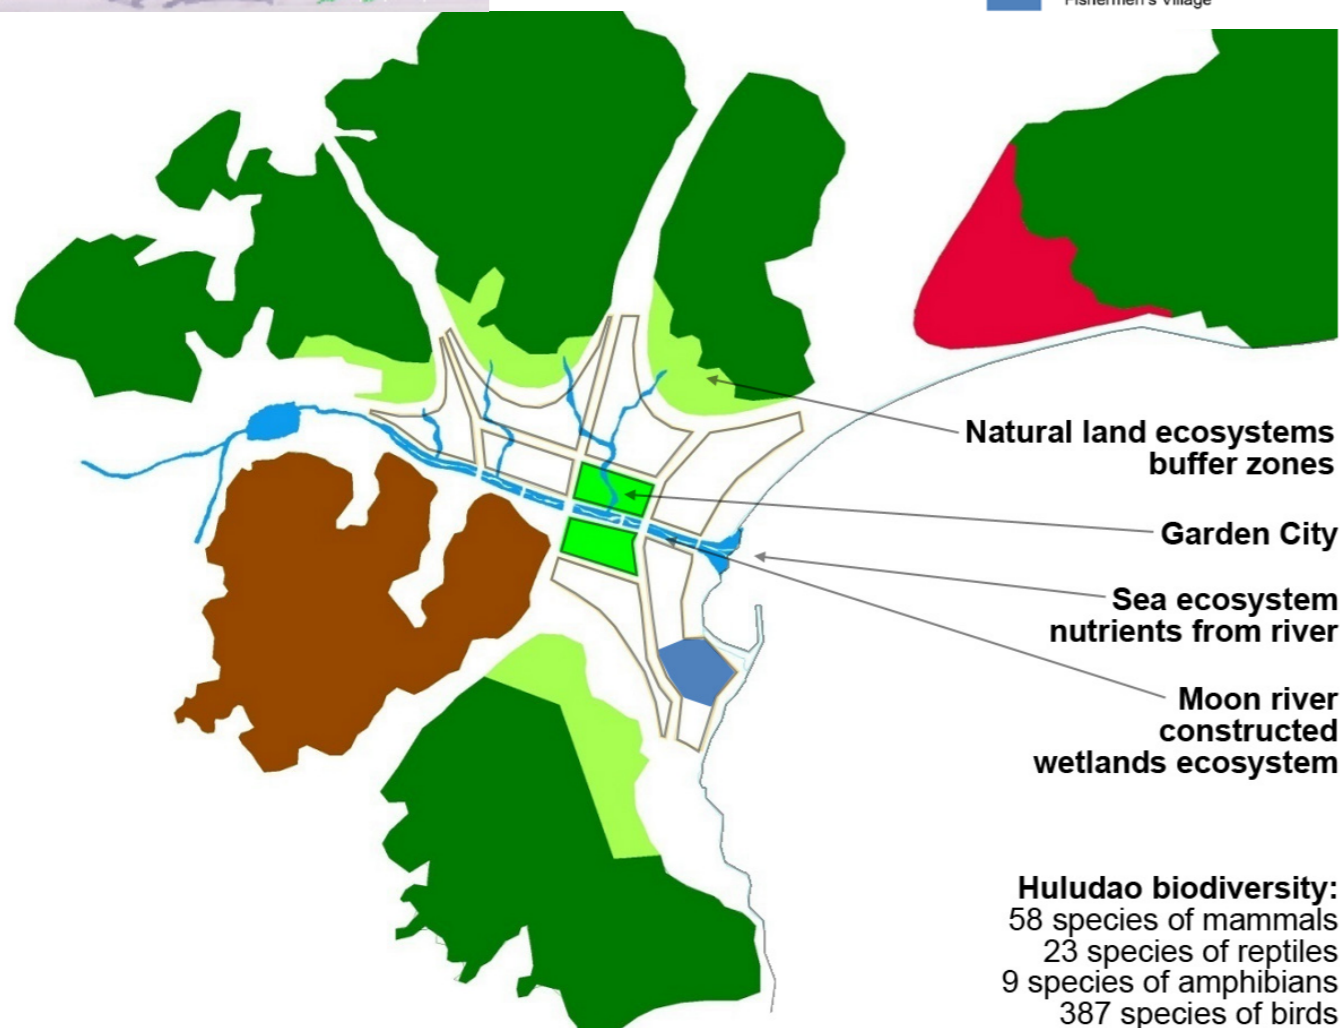 Fishermen's Village
Natural land ecosystems
buffer zones
Garden City
Sea ecosystem
nutrients from river
Moon river
constructed
wetlands ecosystem
Huludao biodiversity:
58 species of mammals
23 species of reptiles
9 species of amphibians
387 species of birds